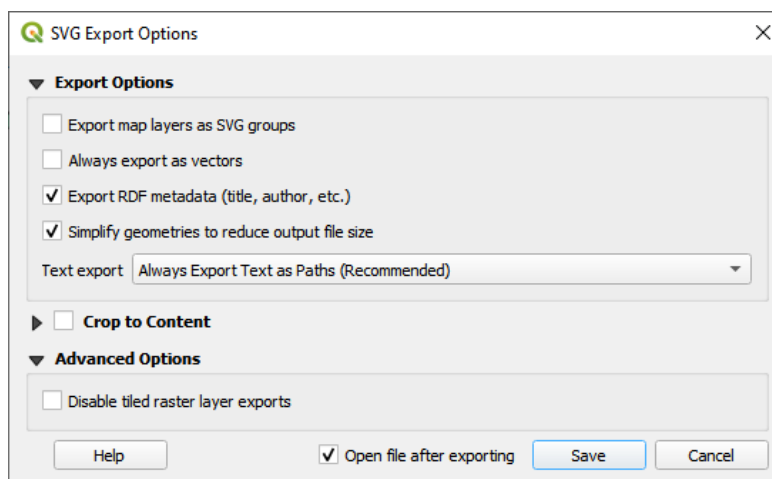 SVG Export Options
Export Options
Export map layers as SVG groups
Always export as vectors
Export RDF metadata (title, author, etc.)
Simplify geometries to reduce output file size
Text export Always Export Text as Paths (Recommended)
Crop to Content
Advanced Options
Disable tiled raster layer exports
Help Open file after exporting Save Cancel